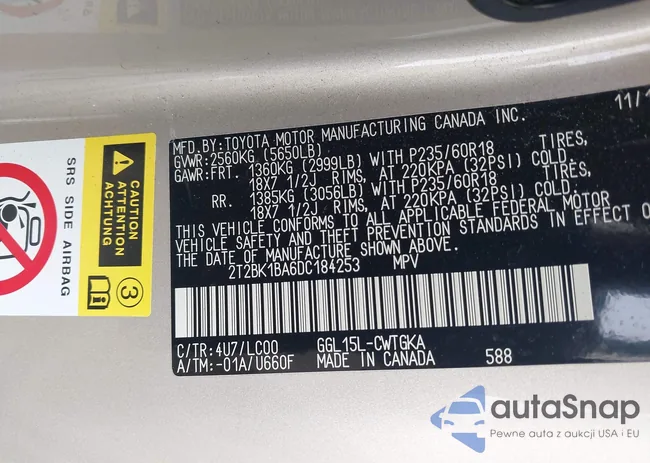 MFD.BY:TOYOTA MOTOR MANUFACTURING CANADA INC. 11/1
GVWR:2560KG (5650LB)
GAWR:FRT. 1360KG (2999LB)WITH P235/60R18 TIRES,
18X7 1/2J RIMS, AT 220KPA (32PSI) COLD.
RR. 1385KG (3056LB)WITH P235/60R18 TIRES,
18X7 1/2J RIMS, AT 220KPA (32PSI) COLD.
THIS VEHICLE CONFORMS TO ALL APPLICABLE FEDERAL MOTOR
VEHICLE SAFETY AND THEFT PREVENTION STANDARDS IN EFFECT O
THE DATE OF MANUFACTURE SHOWN ABOVE.
2T2BK1BA6DC184253 MPV
C/TR:4U7/LC00 GGL15L-CWTGKA
A/TM:-01A/U660F MADE IN CANADA 588
SRS SIDE AIRBAG
CAUTION
ATTENTION
ACHTUNG
3
autaSnap
Pewne auta z aukcji USA i EU